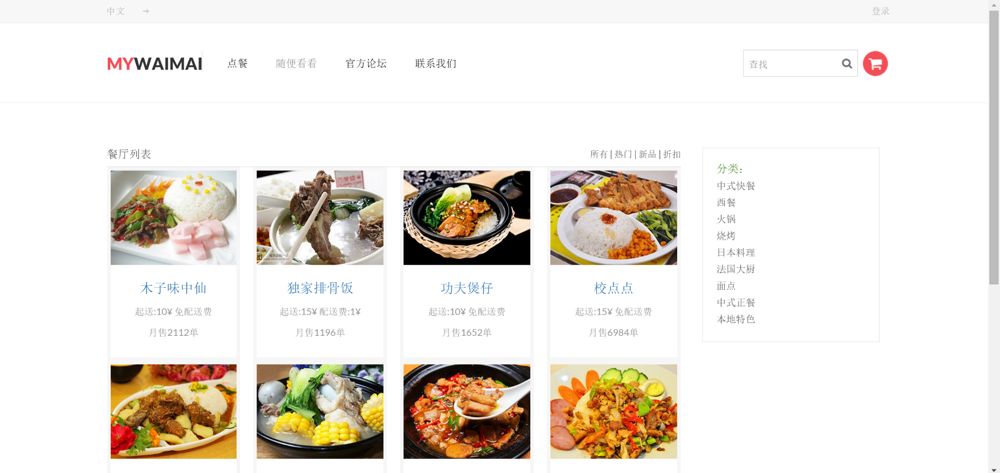 中文 → 登录
MYWAIMAI 点餐 随便看看 官方论坛 联系我们 查找
餐厅列表 所有 | 热门 | 新品 | 折扣
木子味中仙
起送:10¥ 免配送费
月售2112单
独家排骨饭
起送:15¥ 配送费:1¥
月售1196单
功夫煲仔
起送:10¥ 免配送费
月售1652单
校点点
起送:15¥ 免配送费
月售6984单
分类:
中式快餐
西餐
火锅
烧烤
日本料理
法国大厨
面点
中式正餐
本地特色